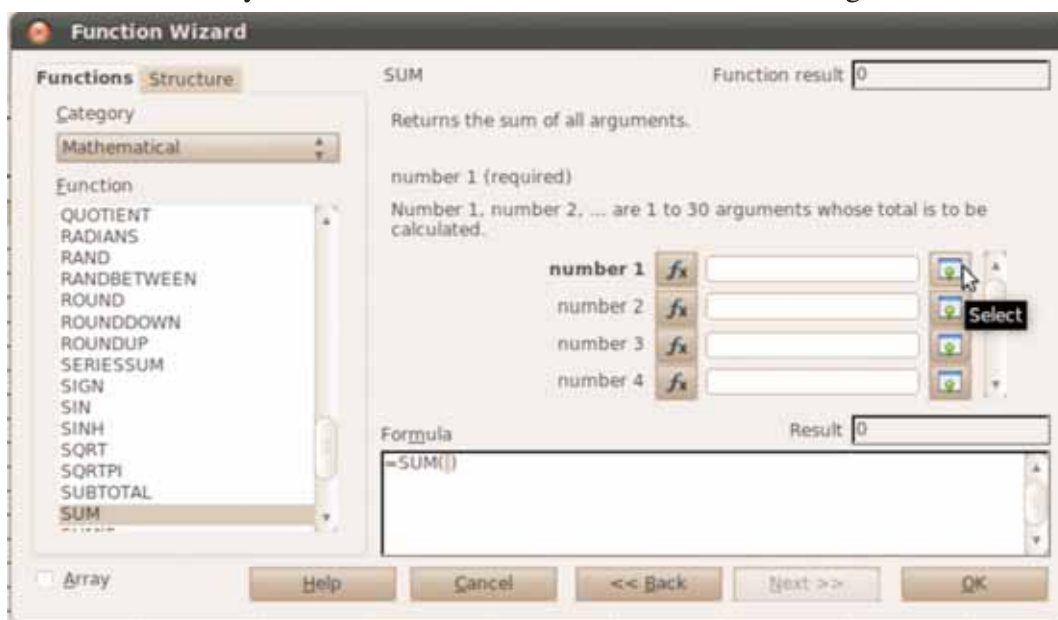 Function Wizard
Functions Structure
Category
Mathematical
Function
QUOTIENT
RADIANS
RAND
RANDBETWEEN
ROUND
ROUNDDOWN
ROUNDUP
SERIESSUM
SIGN
SIN
SINH
SQRT
SQRTPI
SUBTOTAL
SUM
SUM Function result 0
Returns the sum of all arguments.
number 1 (required)
Number 1, number 2, ... are 1 to 30 arguments whose total is to be
calculated.
number 1 fx
Select
number 2 fx
number 3 fx
number 4 fx
Formula Result 0
=SUM()
Array Help Cancel << Back Next >> OK